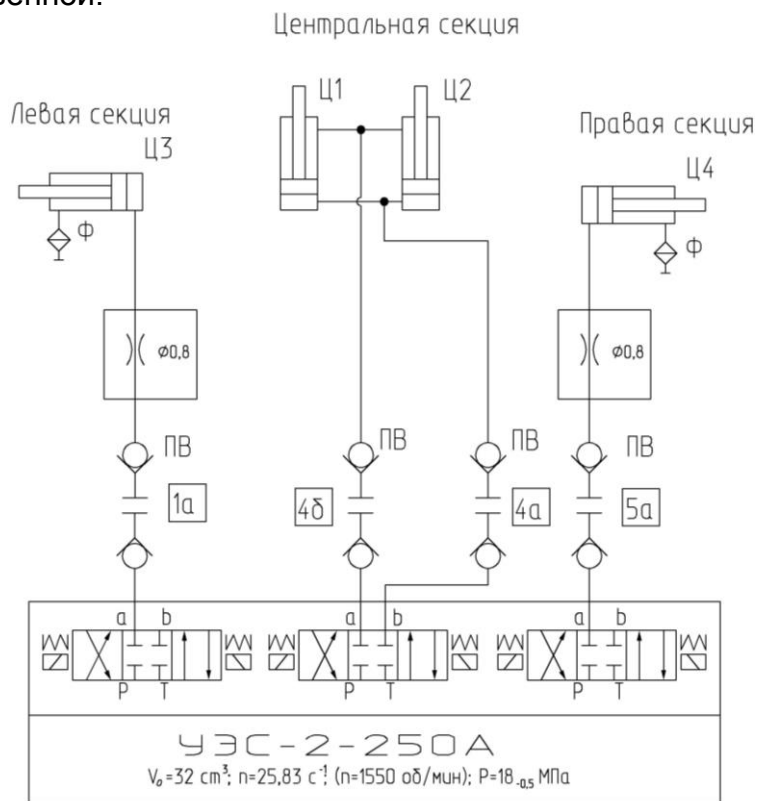 Центральная секция
Левая секция
Ц3
Ц1
Ц2
Правая секция
Ц4
Ф
Ф
ø0,8
ø0,8
ПВ
ПВ
ПВ
ПВ
1а
4б
4а
5а
a b
a b
a b
P T
P T
P T
УЭС-2-250А
V₀=32 cm³; n=25,83 c⁻¹; (n=1550 об/мин); P=18₋₀,₅ МПа